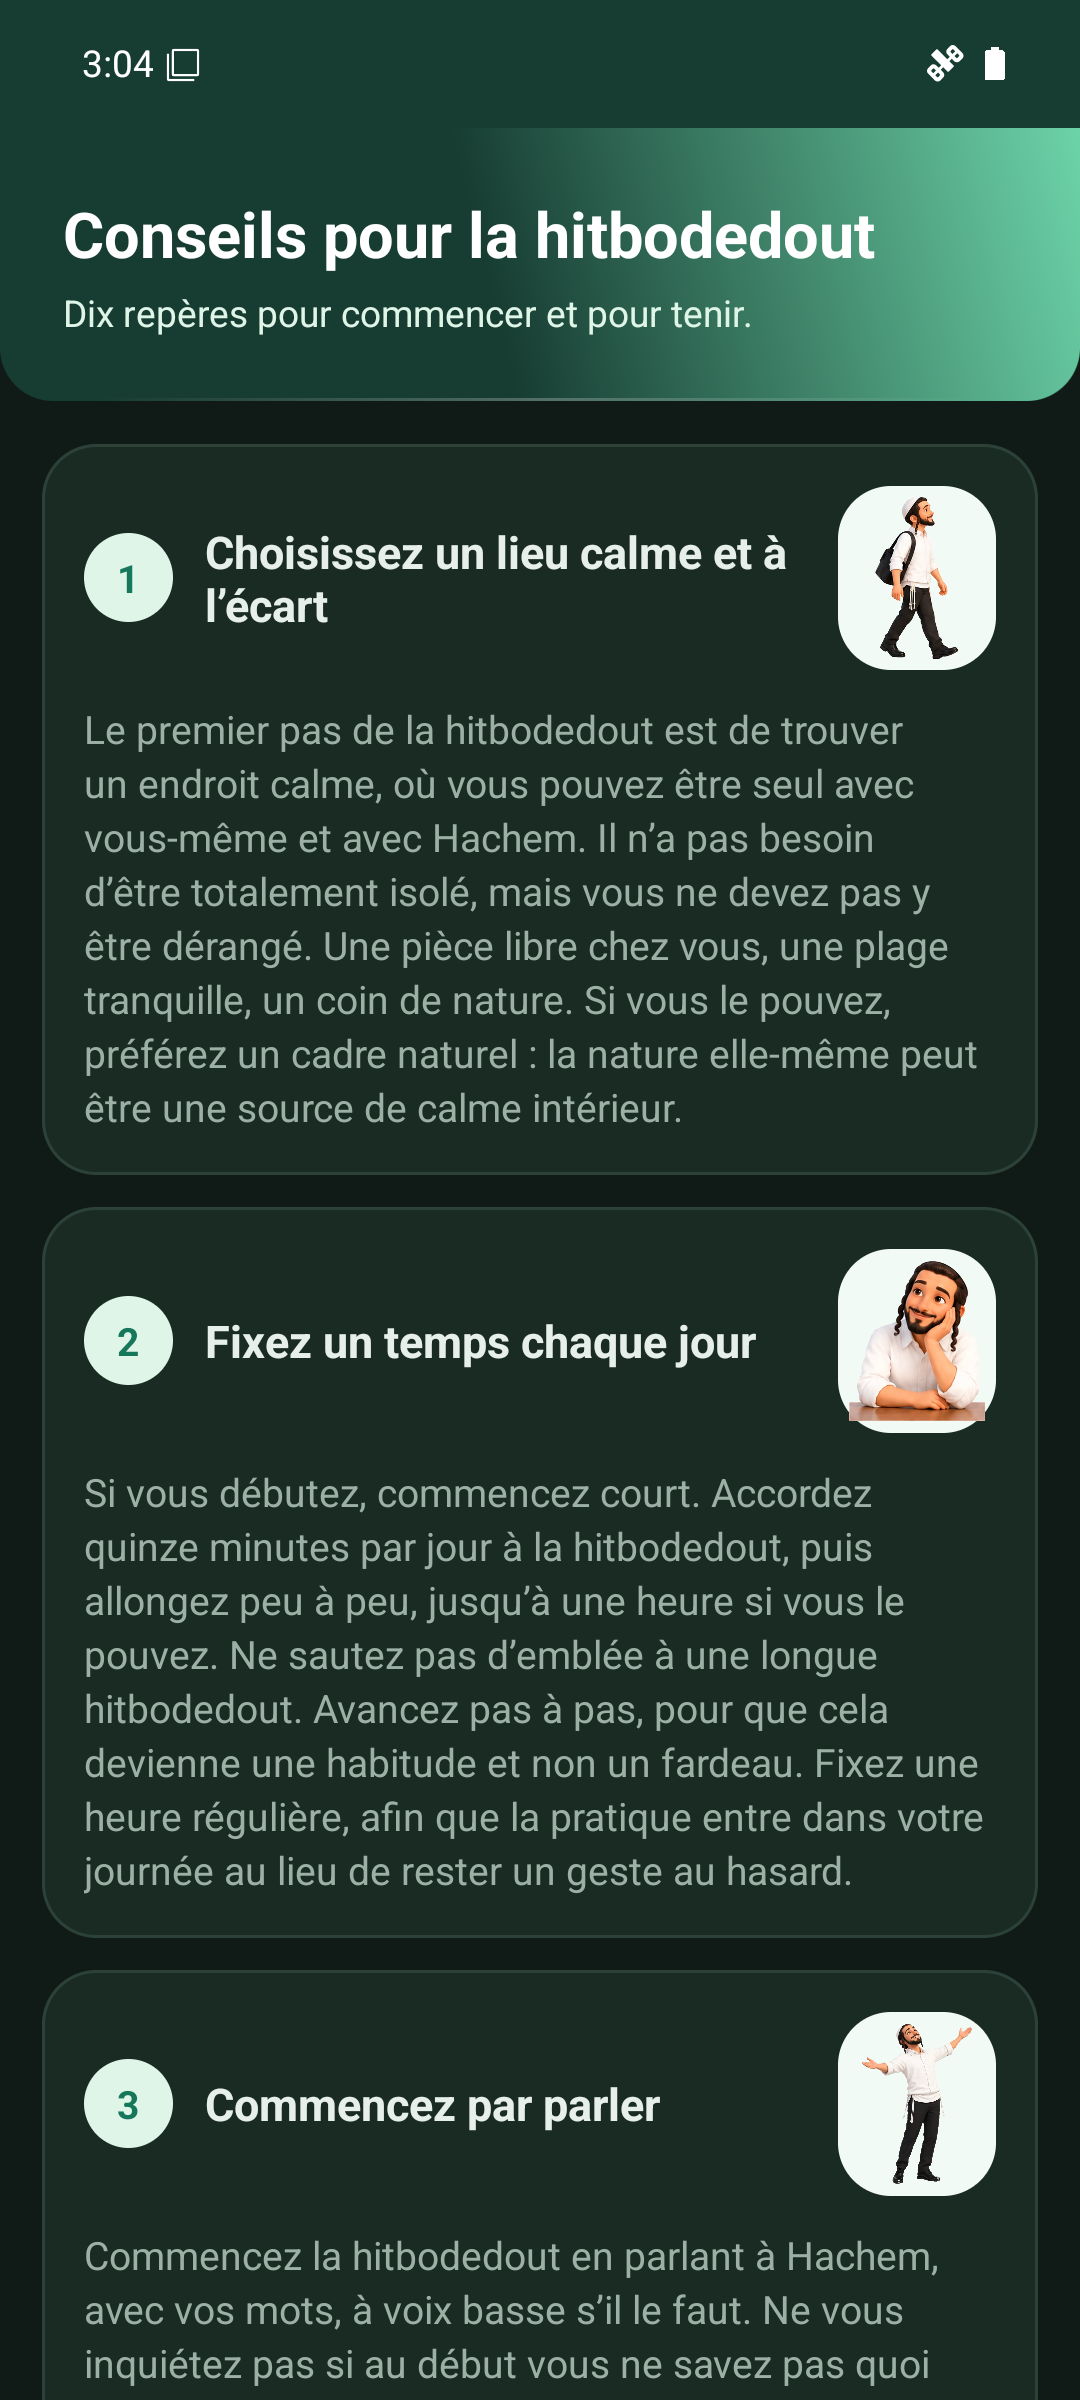 3:04
Conseils pour la hitbodedout
Dix repères pour commencer et pour tenir.
1
Choisissez un lieu calme et à
l’écart
Le premier pas de la hitbodedout est de trouver
un endroit calme, où vous pouvez être seul avec
vous-même et avec Hachem. Il n’a pas besoin
d’être totalement isolé, mais vous ne devez pas y
être dérangé. Une pièce libre chez vous, une plage
tranquille, un coin de nature. Si vous le pouvez,
préférez un cadre naturel : la nature elle-même peut
être une source de calme intérieur.
2
Fixez un temps chaque jour
Si vous débutez, commencez court. Accordez
quinze minutes par jour à la hitbodedout, puis
allongez peu à peu, jusqu’à une heure si vous le
pouvez. Ne sautez pas d’emblée à une longue
hitbodedout. Avancez pas à pas, pour que cela
devienne une habitude et non un fardeau. Fixez une
heure régulière, afin que la pratique entre dans votre
journée au lieu de rester un geste au hasard.
3
Commencez par parler
Commencez la hitbodedout en parlant à Hachem,
avec vos mots, à voix basse s’il le faut. Ne vous
inquiétez pas si au début vous ne savez pas quoi